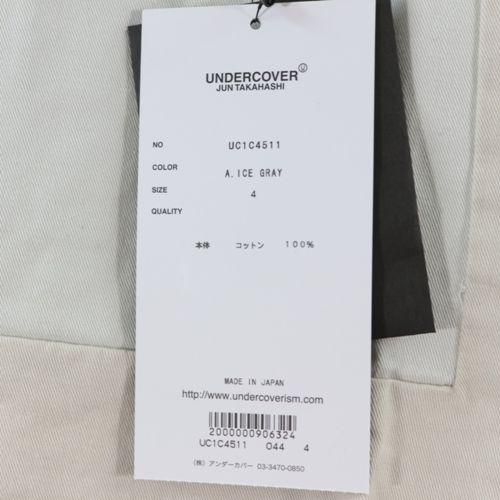 UNDERCOVER
JUN TAKAHASHI
NO UC1C4511
COLOR A.ICE GRAY
SIZE 4
QUALITY
本体 コットン 100%
MADE IN JAPAN
http://www.undercoverism.com
2000000906324
UC1C4511 044 4
(株) アンダーカバー 03-3470-0850